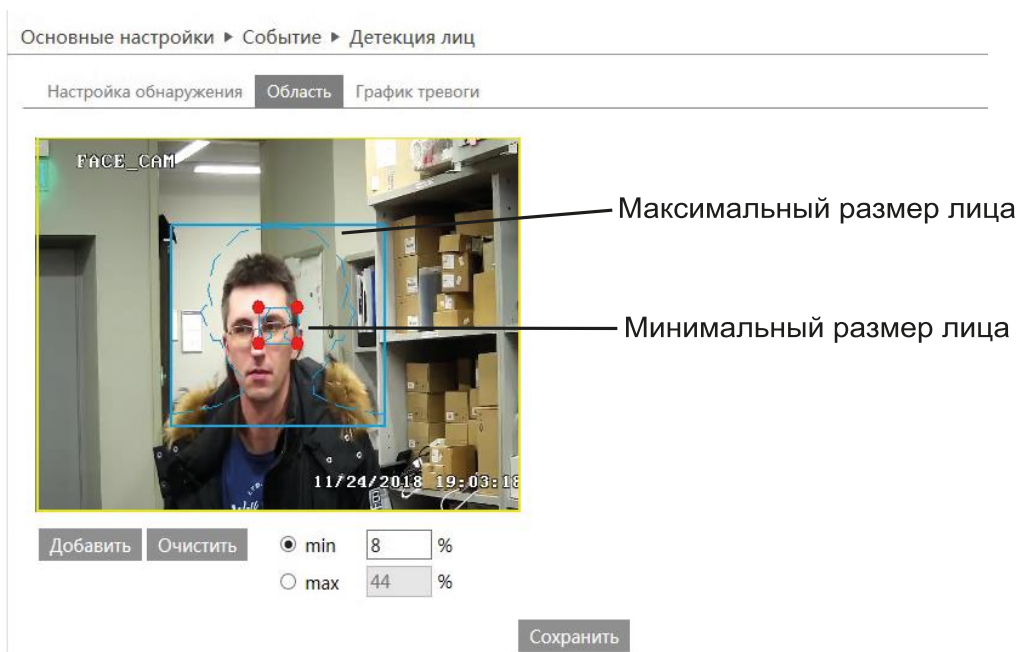 Основные настройки ▶ Событие ▶ Детекция лиц
Настройка обнаружения Область График тревоги
FACE_CAM
Максимальный размер лица
Минимальный размер лица
11/24/2018 19:03:18
Добавить Очистить min 8 %
max 44 %
Сохранить